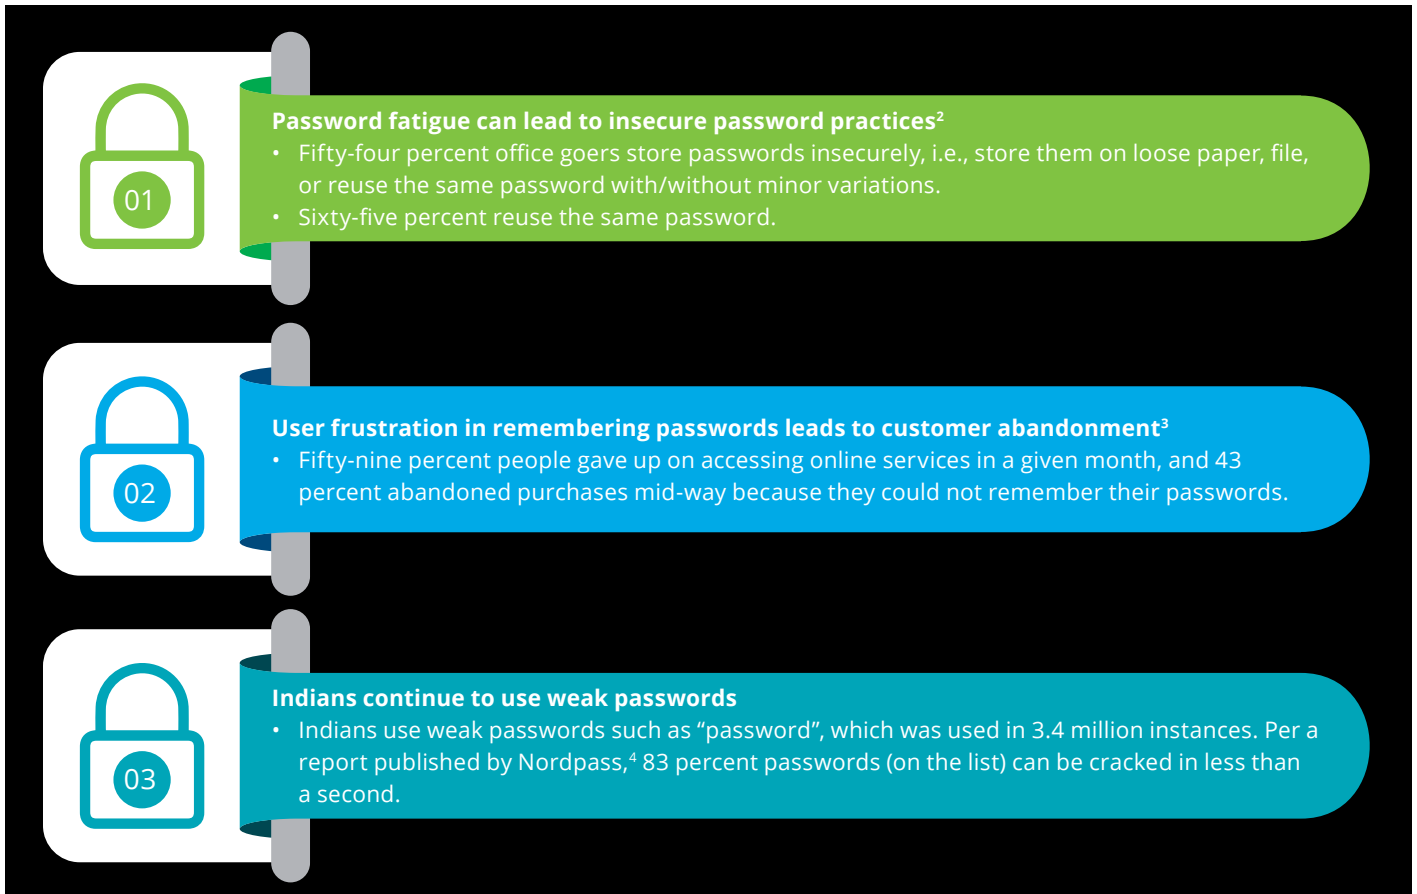 01
Password fatigue can lead to insecure password practices²
• Fifty-four percent office goers store passwords insecurely, i.e., store them on loose paper, file,
or reuse the same password with/without minor variations.
• Sixty-five percent reuse the same password.
02
User frustration in remembering passwords leads to customer abandonment³
• Fifty-nine percent people gave up on accessing online services in a given month, and 43
percent abandoned purchases mid-way because they could not remember their passwords.
03
Indians continue to use weak passwords
• Indians use weak passwords such as “password”, which was used in 3.4 million instances. Per a
report published by Nordpass,⁴ 83 percent passwords (on the list) can be cracked in less than
a second.